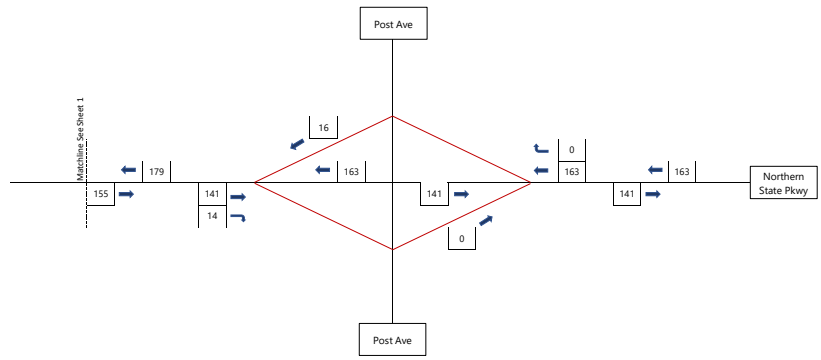 Post Ave
Matchline See Sheet 1
16
0
179
163
163
163
155
141
141
141
14
0
Northern
State Pkwy
Post Ave